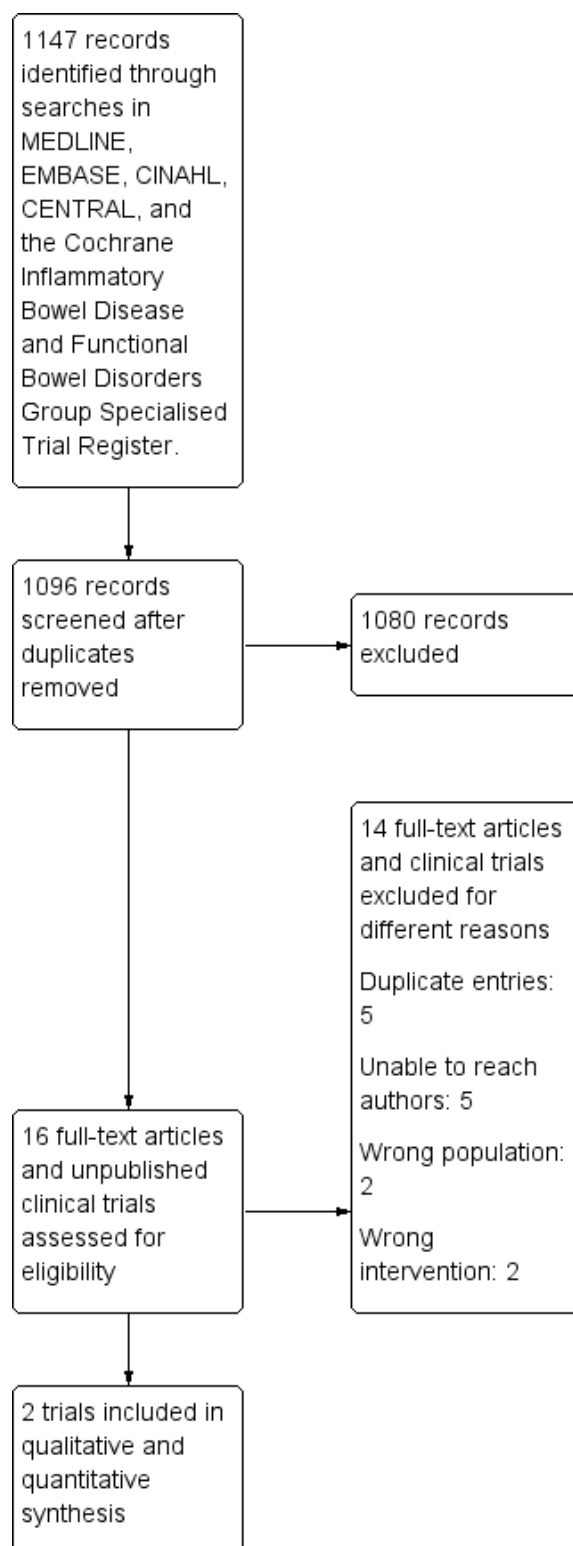 1147 records
identified through
searches in
MEDLINE,
EMBASE, CINAHL,
CENTRAL, and
the Cochrane
Inflammatory
Bowel Disease
and Functional
Bowel Disorders
Group Specialised
Trial Register.
1096 records
screened after
duplicates
removed
1080 records
excluded
14 full-text articles
and clinical trials
excluded for
different reasons
Duplicate entries:
5
Unable to reach
authors: 5
Wrong population:
2
Wrong
intervention: 2
16 full-text articles
and unpublished
clinical trials
assessed for
eligibility
2 trials included in
qualitative and
quantitative
synthesis